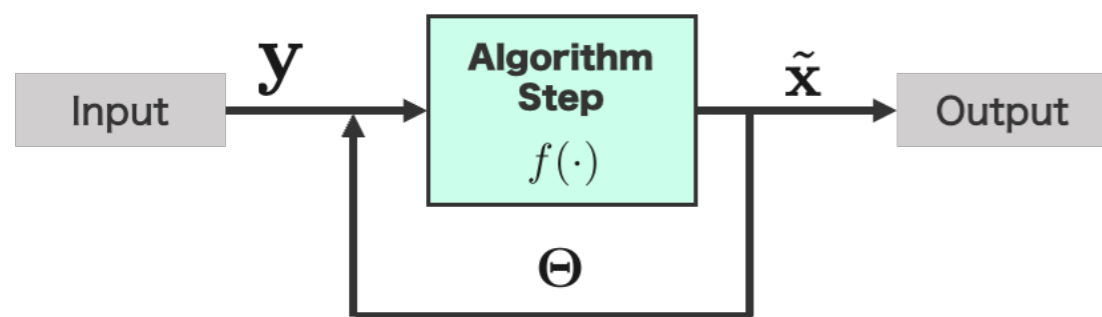 y
Algorithm
Step
x̃
Input
Output
f(·)
Θ